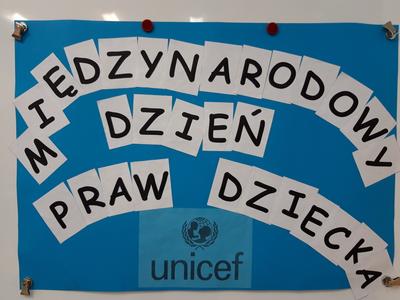 MIĘDZYNARODOWY
DZIEŃ
PRAW DZIECKA
unicef